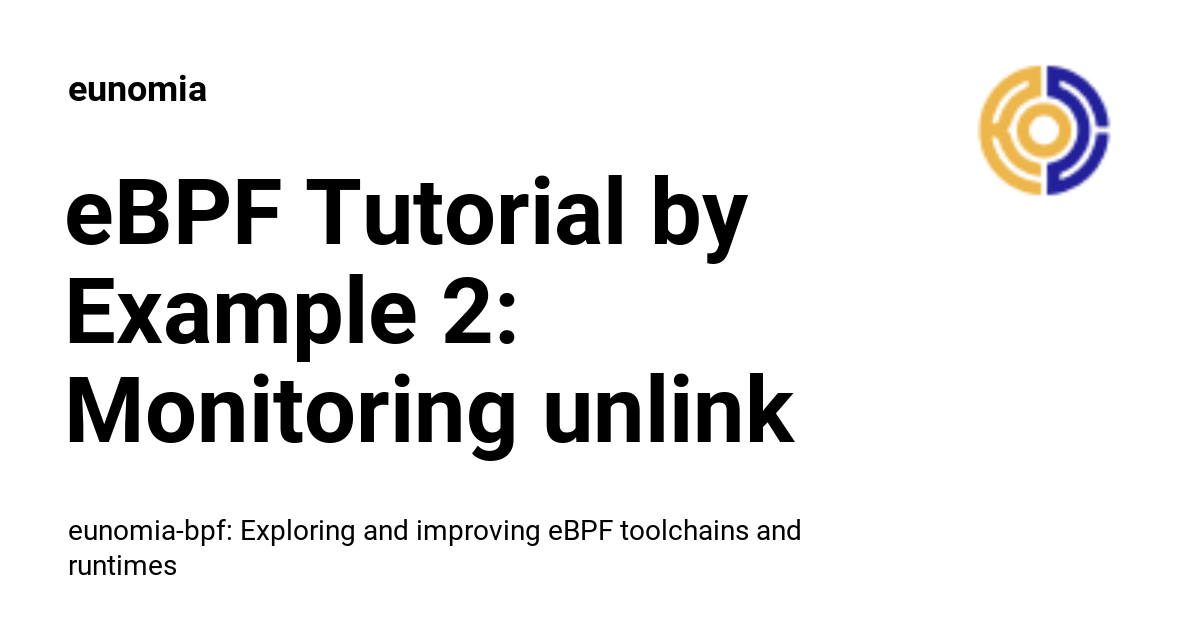 eunomia
eBPF Tutorial by
Example 2:
Monitoring unlink
eunomia-bpf: Exploring and improving eBPF toolchains and
runtimes